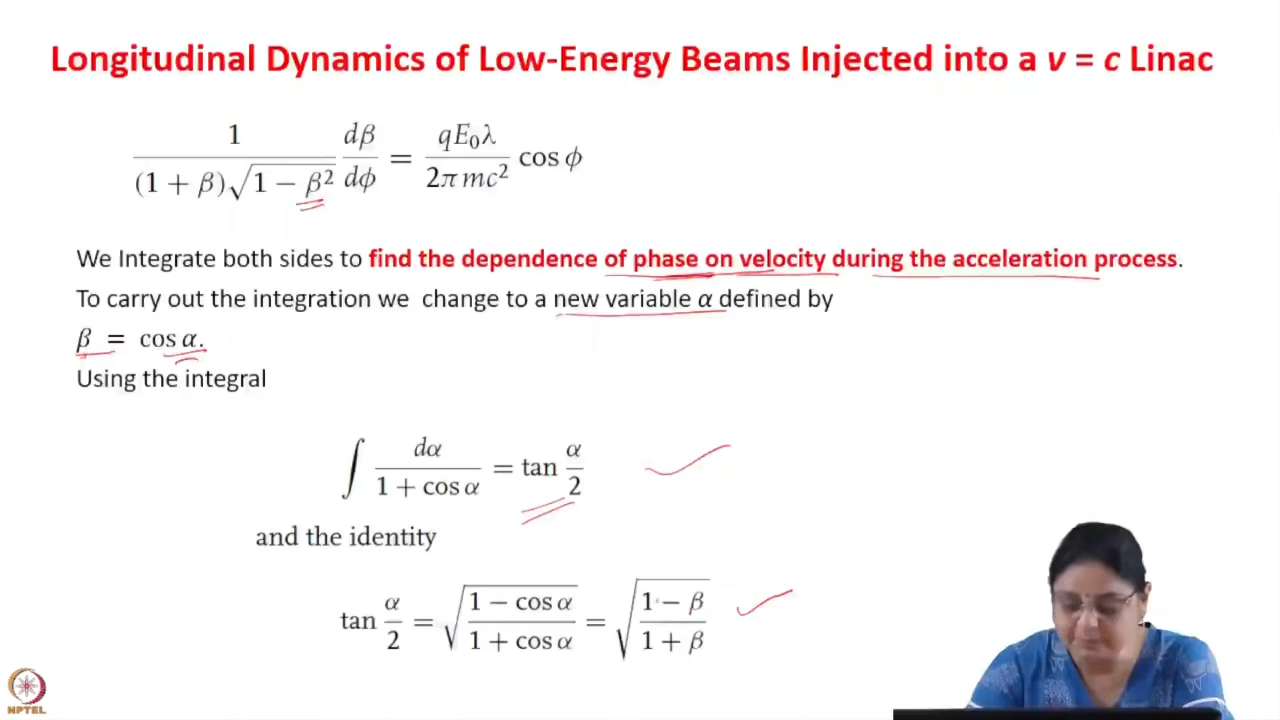 Longitudinal Dynamics of Low-Energy Beams Injected into a v = c Linac
1 / ((1 + β)√(1 − β²)) dβ/dϕ = qE₀λ / (2π mc²) cos ϕ
We Integrate both sides to find the dependence of phase on velocity during the acceleration process.
To carry out the integration we change to a new variable α defined by
β = cos α.
Using the integral
∫ dα / (1 + cos α) = tan α/2
and the identity
tan α/2 = √((1 − cos α) / (1 + cos α)) = √((1 − β) / (1 + β))
NPTEL